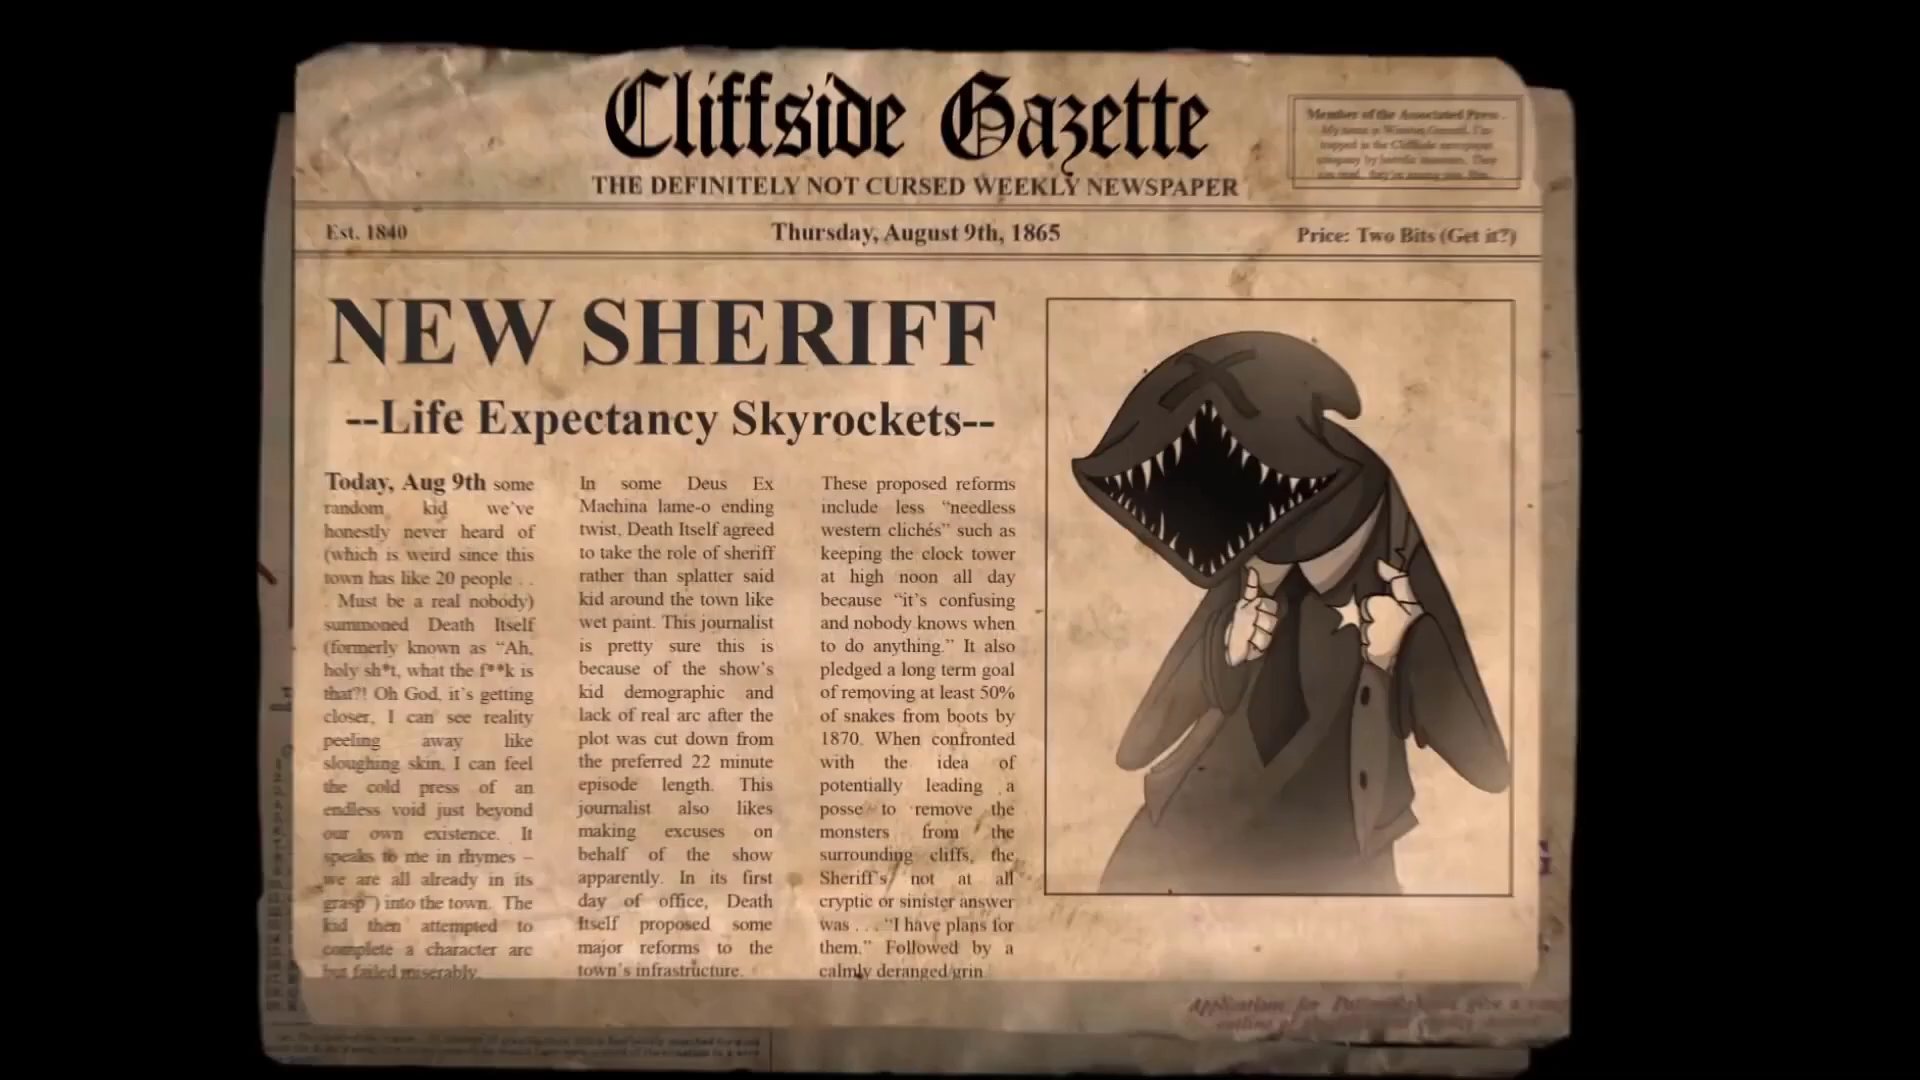 Cliffside Gazette
THE DEFINITELY NOT CURSED WEEKLY NEWSPAPER
Member of the Associated Press.
Est. 1840
Thursday, August 9th, 1865
Price: Two Bits (Get it?)
NEW SHERIFF
--Life Expectancy Skyrockets--
Today, Aug 9th some
random kid we've
honestly never heard of
(which is weird since this
town has like 20 people . .
. Must be a real nobody)
summoned Death Itself
(formerly known as "Ah,
holy sh*t, what the f**k is
that?! Oh God, it's getting
closer, I can see reality
peeling away like
sloughing skin, I can feel
the cold press of an
endless void just beyond
our own existence. It
speaks to me in rhymes –
we are all already in its
grasp") into the town. The
kid then attempted to
complete a character arc
but failed miserably.
In some Deus Ex
Machina lame-o ending
twist, Death Itself agreed
to take the role of sheriff
rather than splatter said
kid around the town like
wet paint. This journalist
is pretty sure this is
because of the show's
kid demographic and
lack of real arc after the
plot was cut down from
the preferred 22 minute
episode length. This
journalist also likes
making excuses on
behalf of the show
apparently. In its first
day of office, Death
Itself proposed some
major reforms to the
town's infrastructure.
These proposed reforms
include less "needless
western clichés" such as
keeping the clock tower
at high noon all day
because "it's confusing
and nobody knows when
to do anything." It also
pledged a long term goal
of removing at least 50%
of snakes from boots by
1870. When confronted
with the idea of
potentially leading a
posse to remove the
monsters from the
surrounding cliffs, the
Sheriff's not at all
cryptic or sinister answer
was . . . "I have plans for
them." Followed by a
calmly deranged grin
Applications for